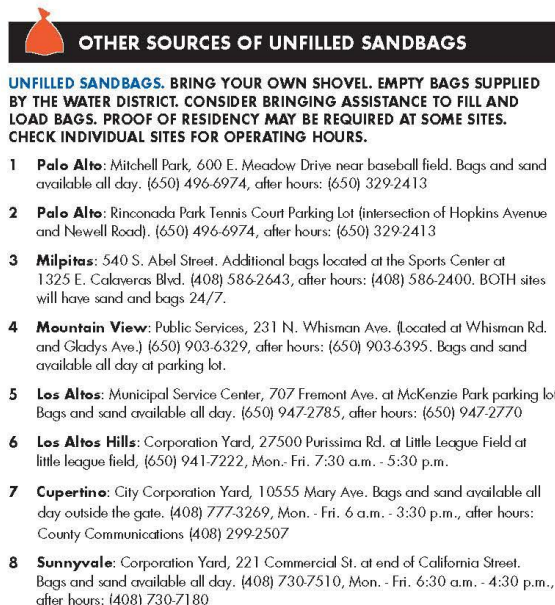 OTHER SOURCES OF UNFILLED SANDBAGS
UNFILLED SANDBAGS. BRING YOUR OWN SHOVEL. EMPTY BAGS SUPPLIED
BY THE WATER DISTRICT. CONSIDER BRINGING ASSISTANCE TO FILL AND
LOAD BAGS. PROOF OF RESIDENCY MAY BE REQUIRED AT SOME SITES.
CHECK INDIVIDUAL SITES FOR OPERATING HOURS.
1 Palo Alto: Mitchell Park, 600 E. Meadow Drive near baseball field. Bags and sand
available all day. (650) 496-6974, after hours: (650) 329-2413
2 Palo Alto: Rinconada Park Tennis Court Parking Lot (intersection of Hopkins Avenue
and Newell Road). (650) 496-6974, after hours: (650) 329-2413
3 Milpitas: 540 S. Abel Street. Additional bags located at the Sports Center at
1325 E. Calaveras Blvd. (408) 586-2643, after hours: (408) 586-2400. BOTH sites
will have sand and bags 24/7.
4 Mountain View: Public Services, 231 N. Whisman Ave. (Located at Whisman Rd.
and Gladys Ave.) (650) 903-6329, after hours: (650) 903-6395. Bags and sand
available all day at parking lot.
5 Los Altos: Municipal Service Center, 707 Fremont Ave. at McKenzie Park parking lot
Bags and sand available all day. (650) 947-2785, after hours: (650) 947-2770
6 Los Altos Hills: Corporation Yard, 27500 Purissima Rd. at Little League Field at
little league field, (650) 941-7222, Mon.- Fri. 7:30 a.m. - 5:30 p.m.
7 Cupertino: City Corporation Yard, 10555 Mary Ave. Bags and sand available all
day outside the gate. (408) 777-3269, Mon. - Fri. 6 a.m. - 3:30 p.m., after hours:
County Communications (408) 299-2507
8 Sunnyvale: Corporation Yard, 221 Commercial St. at end of California Street.
Bags and sand available all day. (408) 730-7510, Mon. - Fri. 6:30 a.m. - 4:30 p.m.,
after hours: (408) 730-7180